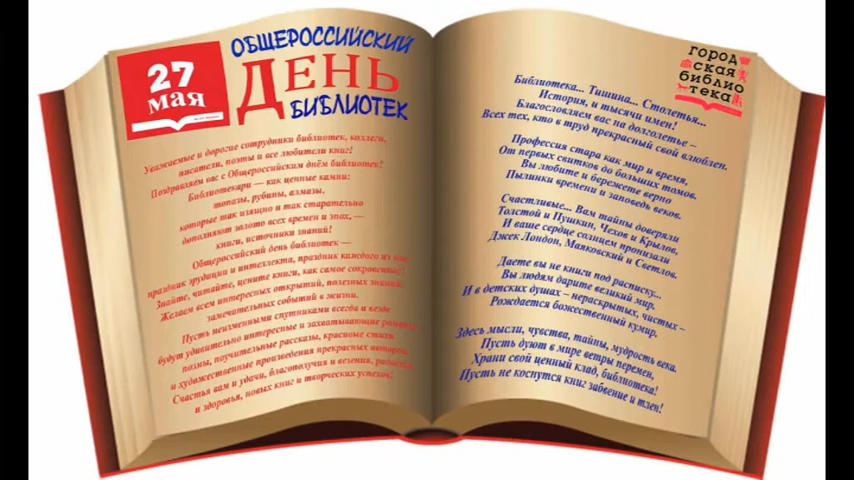 27
мая
ОБЩЕРОССИЙСКИЙ
ДЕНЬ
БИБЛИОТЕК
Уважаемые и дорогие сотрудники библиотек, коллеги,
писатели, поэты и все любители книг!
Поздравляем вас с Общероссийским днём библиотек!
Библиотекари — как ценные камни:
топазы, рубины, алмазы,
которые так изящно и так старательно
дополняют золото всех времен и эпох, —
книги, источники знаний!
Общероссийский день библиотек —
праздник эрудиции и интеллекта, праздник каждого из нас.
Знайте, читайте, цените книги, как самое сокровенное!
Желаем всем интересных открытий, полезных знаний,
замечательных событий в жизни.
Пусть неизменными спутниками всегда и везде
будут удивительно интересные и захватывающие романы,
поэмы, поучительные рассказы, красивые стихи
и художественные произведения прекрасных авторов.
Счастья вам и удачи, благополучия и везения, радости
и здоровья, новых книг и творческих успехов!
город
ская
библио
тека
Библиотека... Тишина... Столетья...
История, и тысячи имен!
Благословляем вас на долголетье –
Всех тех, кто в труд прекрасный свой влюблен.
Профессия стара как мир и время,
От первых свитков до больших томов.
Вы любите и бережете верно
Пылинки времени и заповедь веков.
Счастливые... Вам тайны доверяли
Толстой и Пушкин, Чехов и Крылов,
И ваше сердце солнцем пронизали
Джек Лондон, Маяковский и Светлов.
Даете вы не книги под расписку...
Вы людям дарите великий мир.
И в детских душах – нераскрытых, чистых –
Рождается божественный кумир.
Здесь мысли, чувства, тайны, мудрость века.
Пусть дуют в мире ветры перемен,
Храни свой ценный клад, библиотека!
Пусть не коснутся книг забвение и тлен!